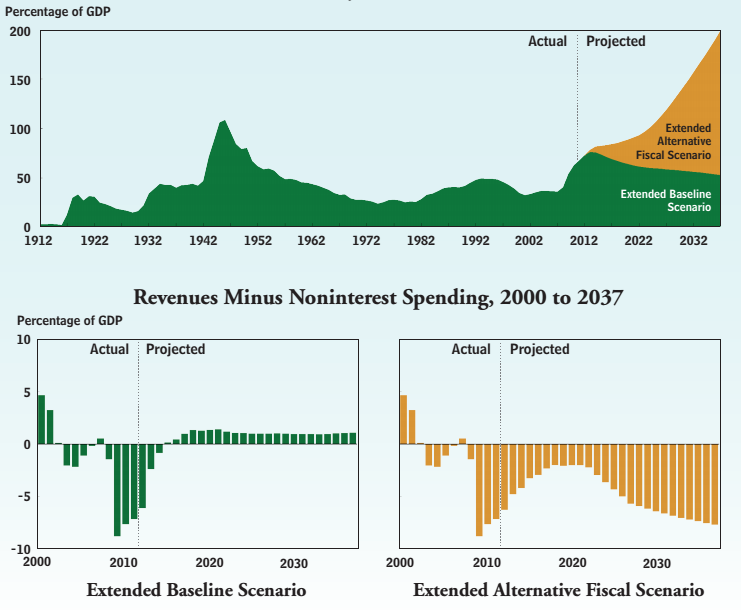 Percentage of GDP
200
150
100
50
0
Actual Projected
Extended
Alternative
Fiscal Scenario
Extended Baseline
Scenario
1912 1922 1932 1942 1952 1962 1972 1982 1992 2002 2012 2022 2032
Revenues Minus Noninterest Spending, 2000 to 2037
Percentage of GDP
10
5
0
-5
-10
Actual Projected
2000 2010 2020 2030
Extended Baseline Scenario
Actual Projected
2000 2010 2020 2030
Extended Alternative Fiscal Scenario